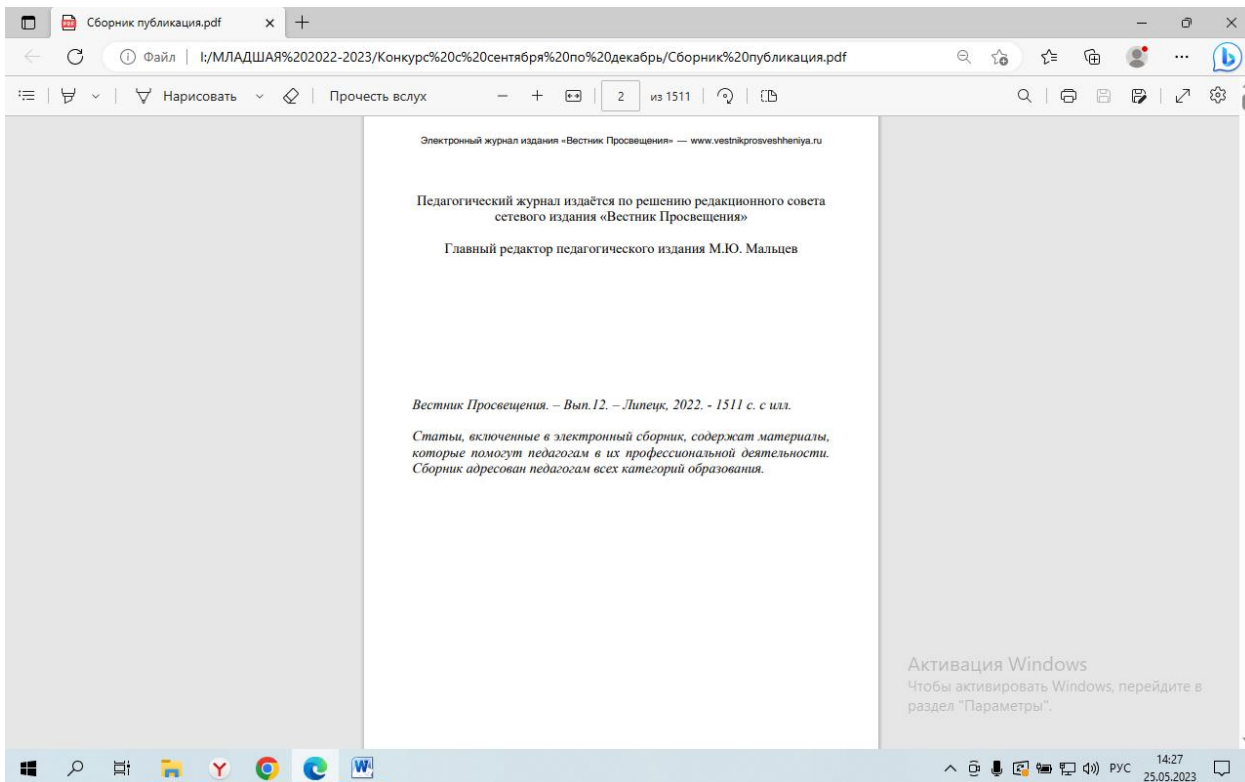 Сборник публикация.pdf
Файл
I:/МЛАДШАЯ%202022-2023/Конкурс%20с%20сентября%20по%20декабрь/Сборник%20публикация.pdf
Нарисовать
Прочесть вслух
2
из 1511
Электронный журнал издания «Вестник Просвещения» — www.vestnikprosveshheniya.ru
Педагогический журнал издаётся по решению редакционного совета
сетевого издания «Вестник Просвещения»
Главный редактор педагогического издания М.Ю. Мальцев
Вестник Просвещения. – Вып.12. – Липецк, 2022. - 1511 с. с илл.
Статьи, включенные в электронный сборник, содержат материалы,
которые помогут педагогам в их профессиональной деятельности.
Сборник адресован педагогам всех категорий образования.
Активация Windows
Чтобы активировать Windows, перейдите в
раздел "Параметры".
РУС
14:27
25.05.2023